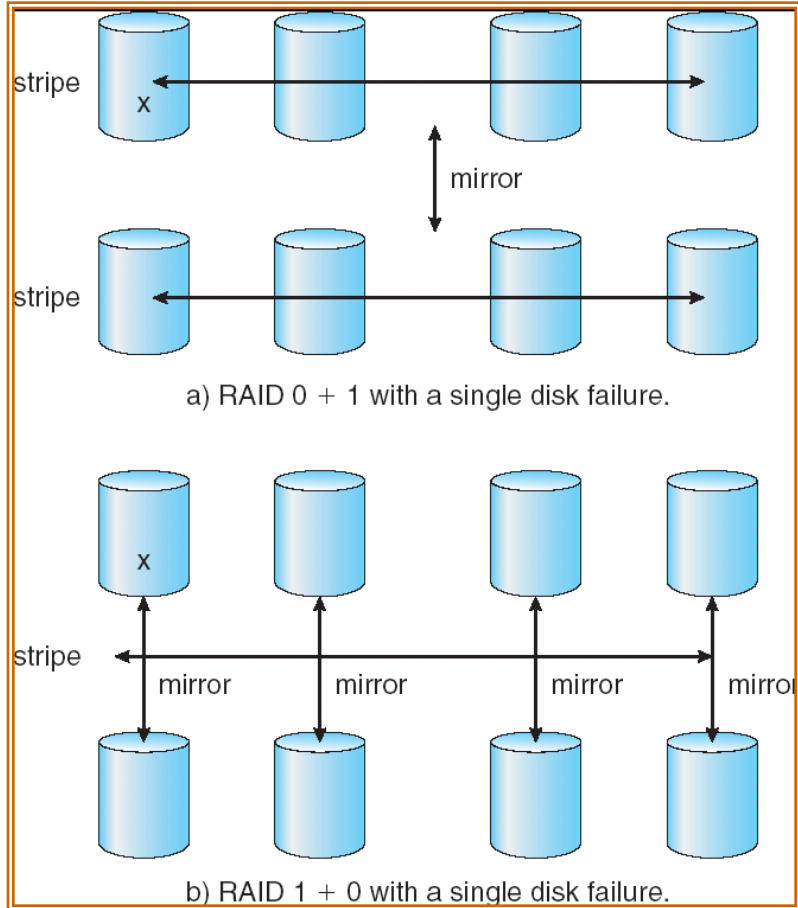 stripe
x
mirror
stripe
a) RAID 0 + 1 with a single disk failure.
x
stripe
mirror mirror mirror mirror
b) RAID 1 + 0 with a single disk failure.